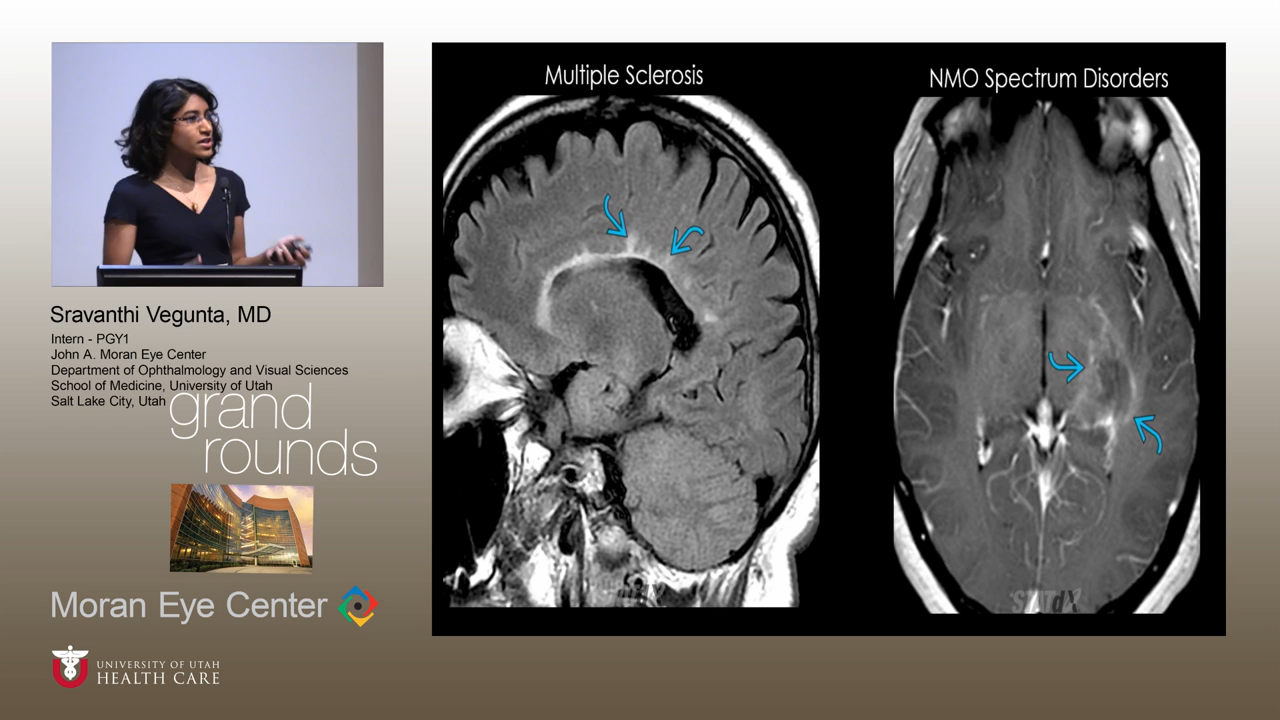 Multiple Sclerosis
NMO Spectrum Disorders
Sravanthi Vegunta, MD
Intern - PGY1
John A. Moran Eye Center
Department of Ophthalmology and Visual Sciences
School of Medicine, University of Utah
Salt Lake City, Utah
grand
rounds
Moran Eye Center
UNIVERSITY OF UTAH
HEALTH CARE
STATdX